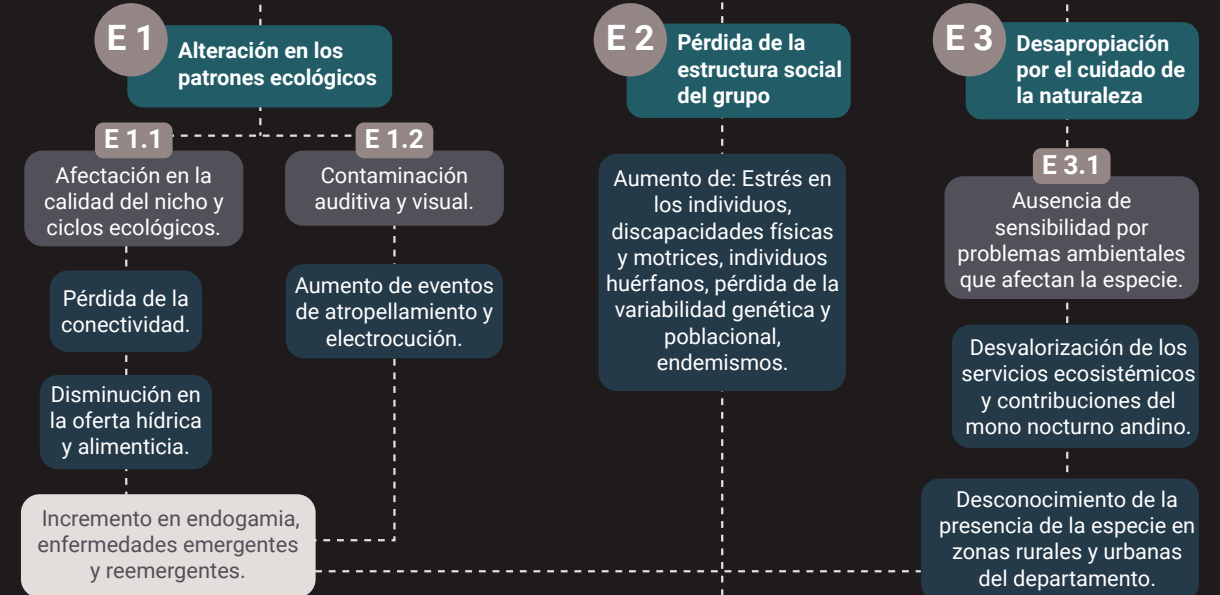 E 1
Alteración en los
patrones ecológicos
E 1.1
Afectación en la
calidad del nicho y
ciclos ecológicos.
Pérdida de la
conectividad.
Disminución en
la oferta hídrica
y alimenticia.
E 1.2
Contaminación
auditiva y visual.
Aumento de eventos
de atropellamiento y
electrocución.
Incremento en endogamia,
enfermedades emergentes
y reemergentes.
E 2
Pérdida de la
estructura social
del grupo
Aumento de: Estrés en
los individuos,
discapacidades físicas
y motrices, individuos
huérfanos, pérdida de la
variabilidad genética y
poblacional,
endemismos.
E 3
Desapropiación
por el cuidado de
la naturaleza
E 3.1
Ausencia de
sensibilidad por
problemas ambientales
que afectan la especie.
Desvalorización de los
servicios ecosistémicos
y contribuciones del
mono nocturno andino.
Desconocimiento de la
presencia de la especie en
zonas rurales y urbanas
del departamento.